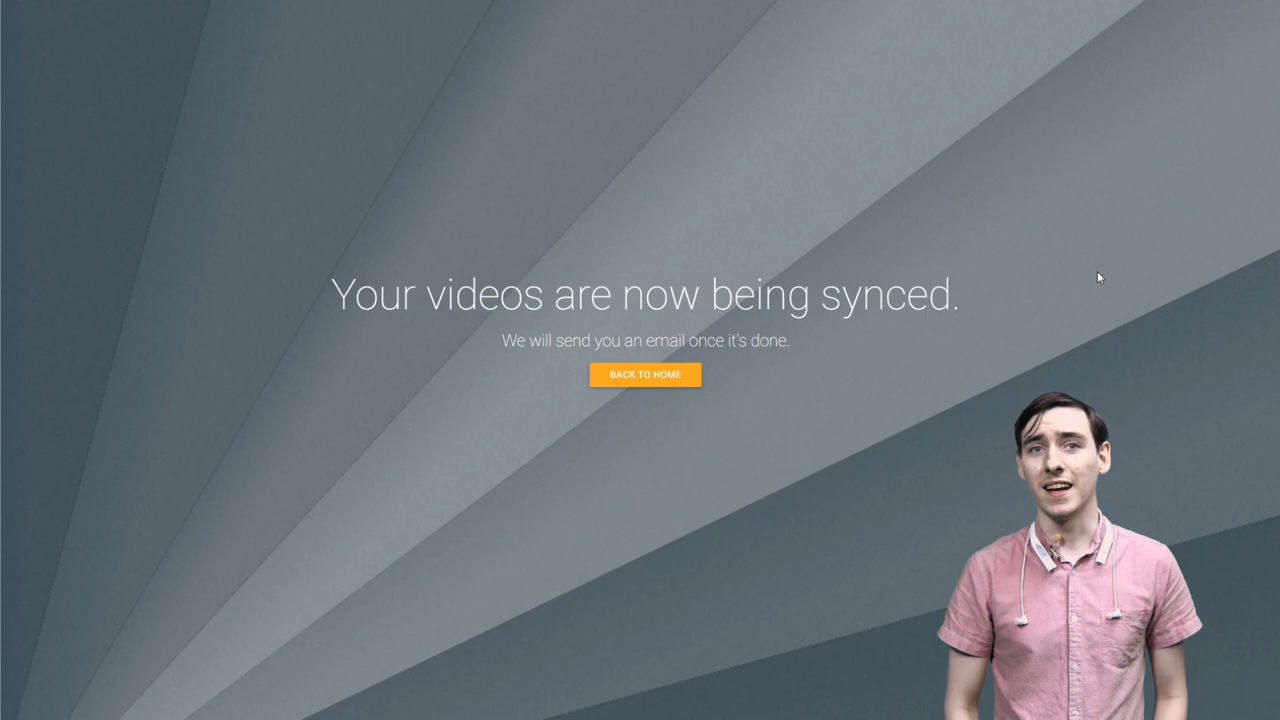 Your videos are now being synced.
We will send you an email once it's done.
BACK TO HOME